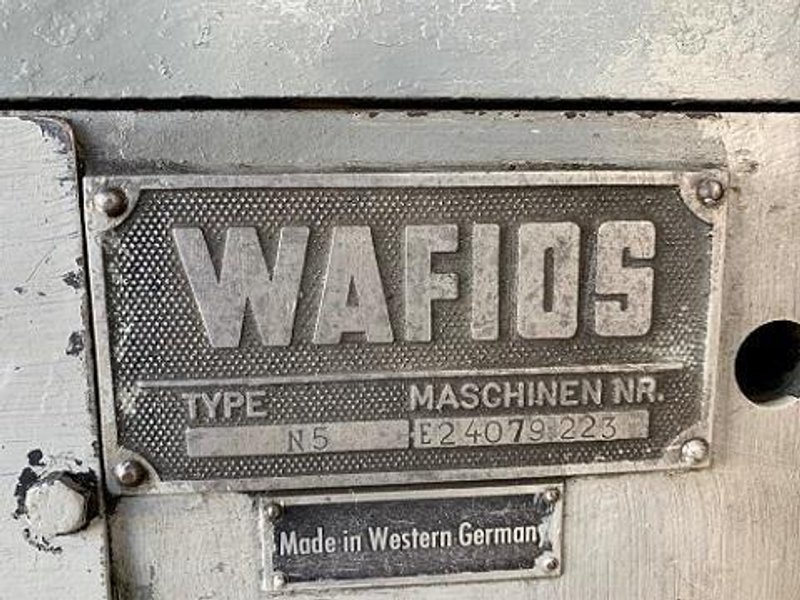 WAFIOS
TYPE MASCHINEN NR.
N5 E24079 223
Made in Western Germany